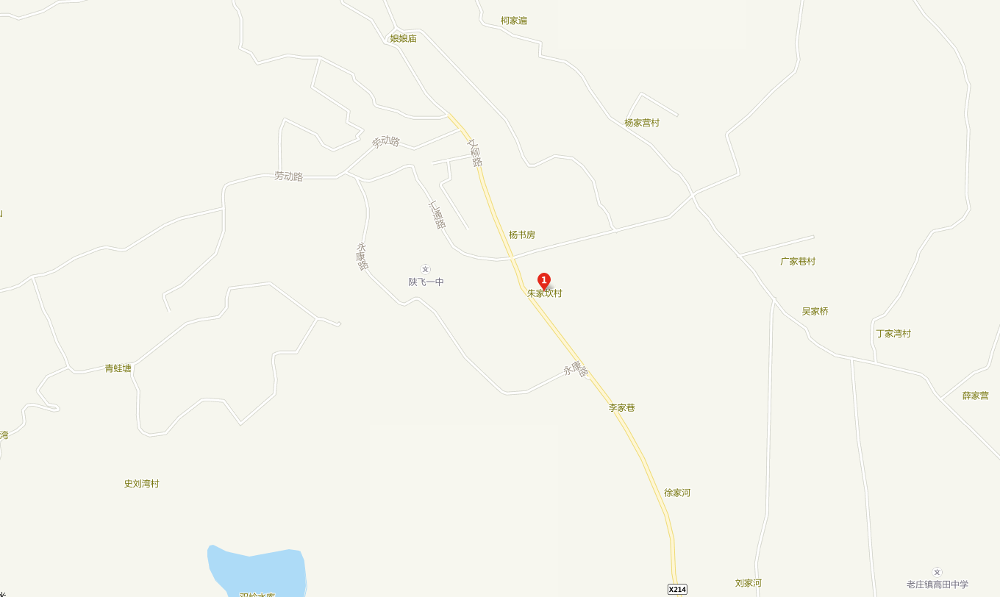 柯家遍
娘娘庙
杨家营村
劳动路
文柳路
劳动路
汇通路
杨书房
永康路
广家巷村
陕飞一中
1
朱家坎村
吴家桥
丁家湾村
青蛙塘
永康路
薛家营
李家巷
湾
史刘湾村
徐家河
刘家河
老庄镇高田中学
X214